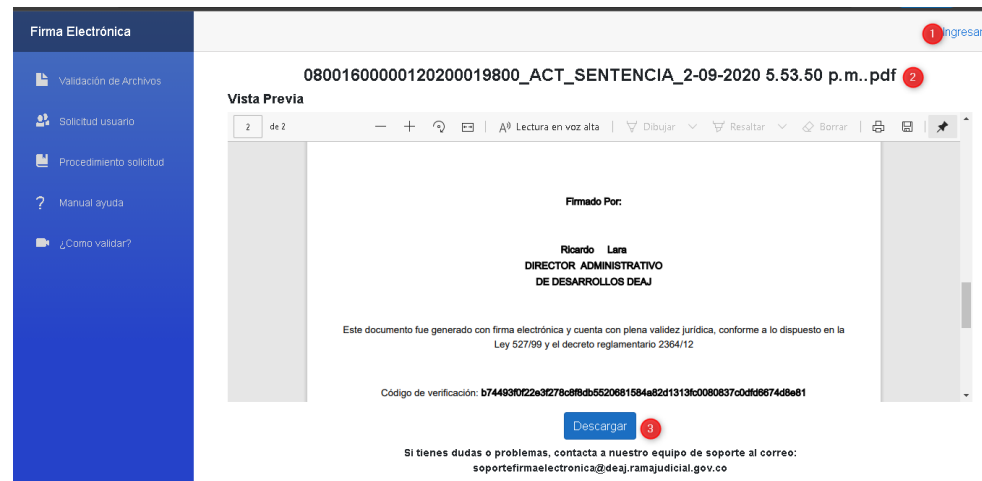 Firma Electrónica
1 Ingresar
Validación de Archivos
Solicitud usuario
Procedimiento solicitud
? Manual ayuda
¿Como validar?
08001600000120200019800_ACT_SENTENCIA_2-09-2020 5.53.50 p.m..pdf 2
Vista Previa
2 de 2 Lectura en voz alta Dibujar Resaltar Borrar
Firmado Por:
Ricardo Lara
DIRECTOR ADMINISTRATIVO
DE DESARROLLOS DEAJ
Este documento fue generado con firma electrónica y cuenta con plena validez jurídica, conforme a lo dispuesto en la
Ley 527/99 y el decreto reglamentario 2364/12
Código de verificación: b74493f0f22e3f278c8f8db5520681584a82d1313fc0080837c0dfd6674d8e81
Descargar 3
Si tienes dudas o problemas, contacta a nuestro equipo de soporte al correo:
soportefirmaelectronica@deaj.ramajudicial.gov.co